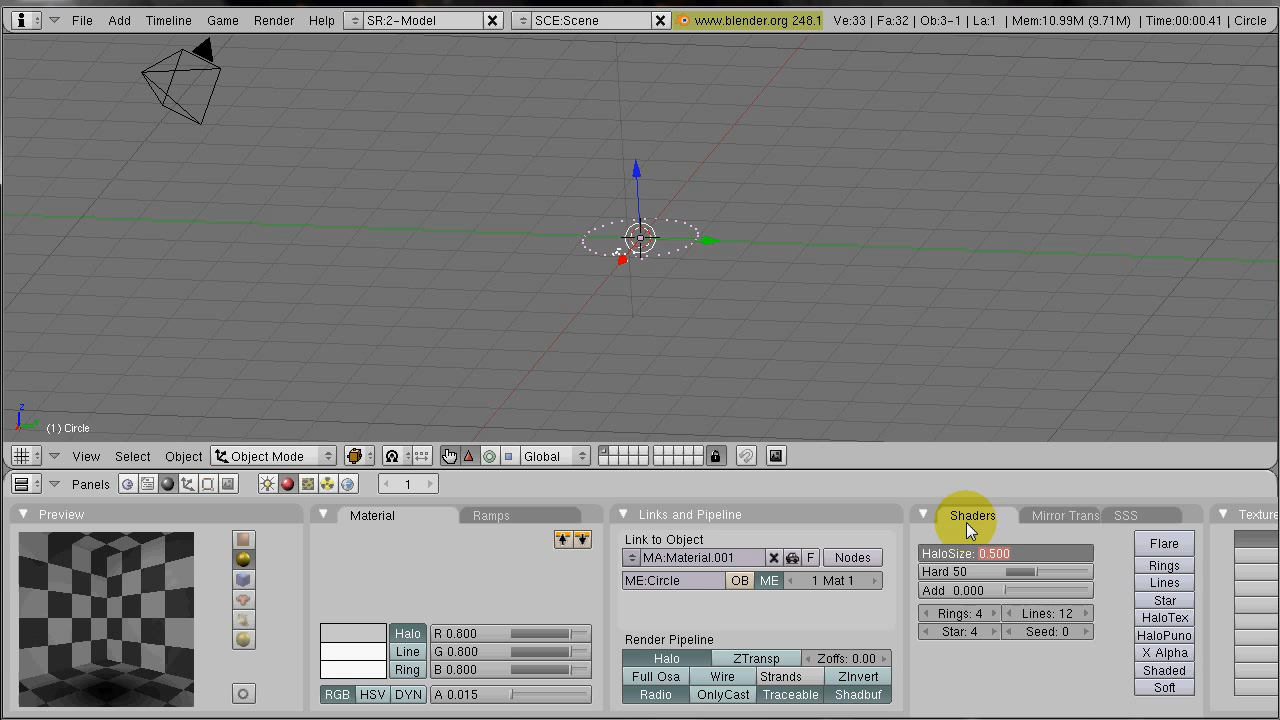 File Add Timeline Game Render Help SR:2-Model SCE:Scene www.blender.org 248.1 Ve:33 | Fa:32 | Ob:3-1 | La:1 | Mem:10.99M (9.71M) | Time:00:00.41 | Circle
z
(1) Circle
View Select Object Object Mode Global
Panels 1
Preview Material Ramps Links and Pipeline Shaders Mirror Trans SSS Texture
Link to Object
MA:Material.001 F Nodes
ME:Circle OB ME 1 Mat 1
HaloSize: 0.500 Flare
Hard 50 Rings
Add 0.000 Lines
Star
Rings: 4 Lines: 12 HaloTex
Star: 4 Seed: 0 HaloPuno
X Alpha
Shaded
Soft
Halo R 0.800
Line G 0.800
Ring B 0.800
RGB HSV DYN A 0.015
Render Pipeline
Halo ZTransp Zoffs: 0.00
Full Osa Wire Strands ZInvert
Radio OnlyCast Traceable Shadbuf